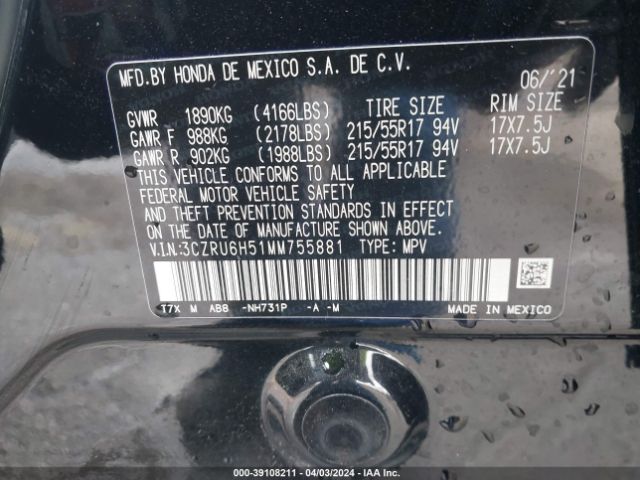 MFD.BY HONDA DE MEXICO S.A. DE C.V.
06/'21
GVWR 1890KG (4166LBS) TIRE SIZE RIM SIZE
GAWR F 988KG (2178LBS) 215/55R17 94V 17X7.5J
GAWR R 902KG (1988LBS) 215/55R17 94V 17X7.5J
THIS VEHICLE CONFORMS TO ALL APPLICABLE
FEDERAL MOTOR VEHICLE SAFETY
AND THEFT PREVENTION STANDARDS IN EFFECT
ON THE DATE OF MANUFACTURE SHOWN ABOVE.
V.IN:3CZRU6H51MM755881 TYPE: MPV
T7X M AB8 -NH731P -A -M MADE IN MEXICO
000-39108211 - 04/03/2024 - IAA Inc.